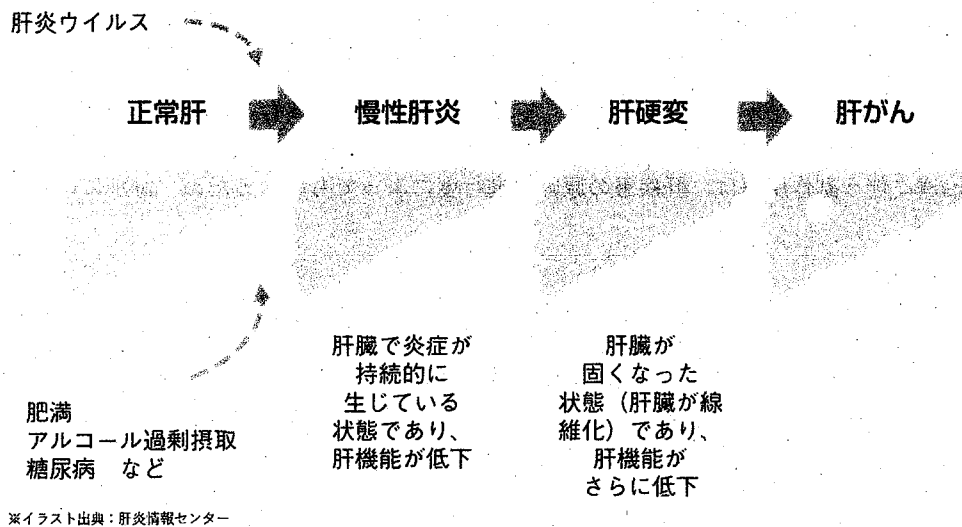 肝炎ウイルス
正常肝
慢性肝炎
肝硬変
肝がん
肝臓で炎症が
持続的に
生じている
状態であり、
肝機能が低下
肝臓が
固くなった
状態（肝臓が線
維化）であり、
肝機能が
さらに低下
肥満
アルコール過剰摂取
糖尿病　など
※イラスト出典：肝炎情報センター